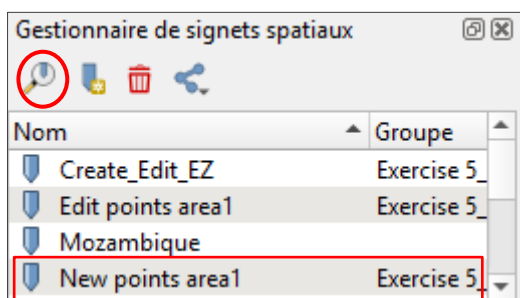 Gestionnaire de signets spatiaux
Nom Groupe
Create_Edit_EZ Exercise 5_
Edit points area1 Exercise 5_
Mozambique
New points area1 Exercise 5_